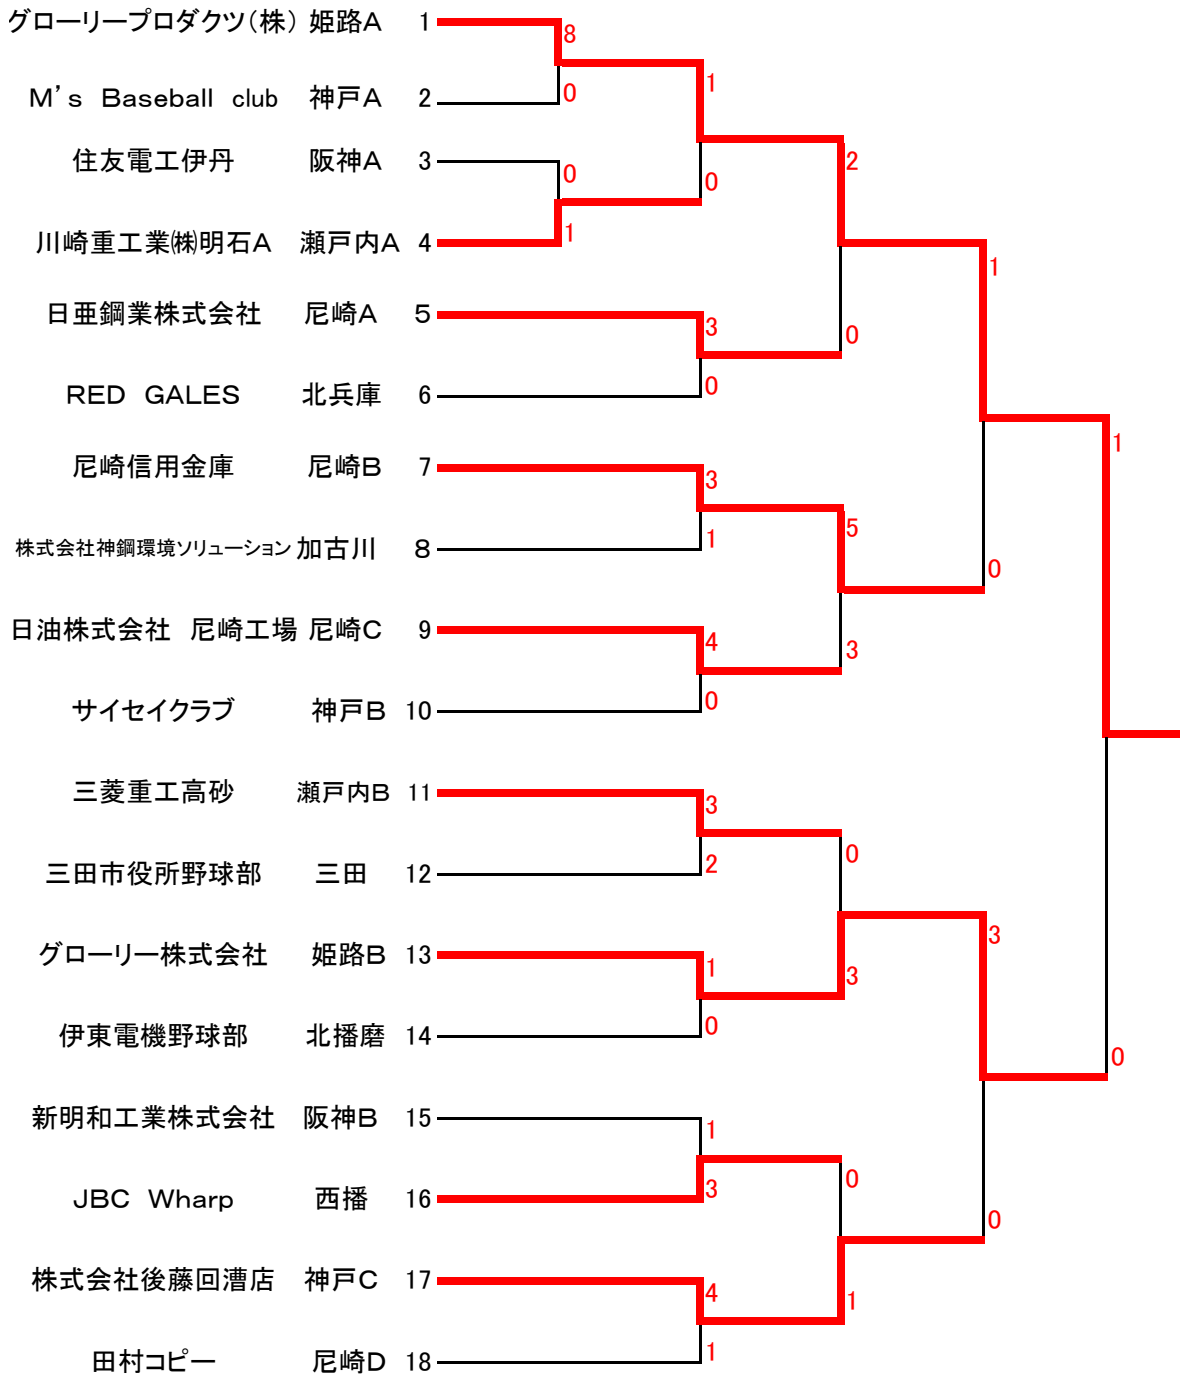 グローリープロダクツ（株） 姫路A 1
8
M’s Baseball club 神戸A 2
0
1
住友電工伊丹 阪神A 3
0
0
2
川崎重工業㈱明石A 瀬戸内A 4
1
1
日亜鋼業株式会社 尼崎A 5
3
0
RED GALES 北兵庫 6
0
1
尼崎信用金庫 尼崎B 7
3
5
株式会社神鋼環境ソリューション 加古川 8
1
0
日油株式会社 尼崎工場 尼崎C 9
4
3
サイセイクラブ 神戸B 10
0
三菱重工高砂 瀬戸内B 11
3
0
三田市役所野球部 三田 12
2
3
グローリー株式会社 姫路B 13
1
3
伊東電機野球部 北播磨 14
0
0
新明和工業株式会社 阪神B 15
1
0
JBC Wharp 西播 16
3
0
株式会社後藤回漕店 神戸C 17
4
1
田村コピー 尼崎D 18
1